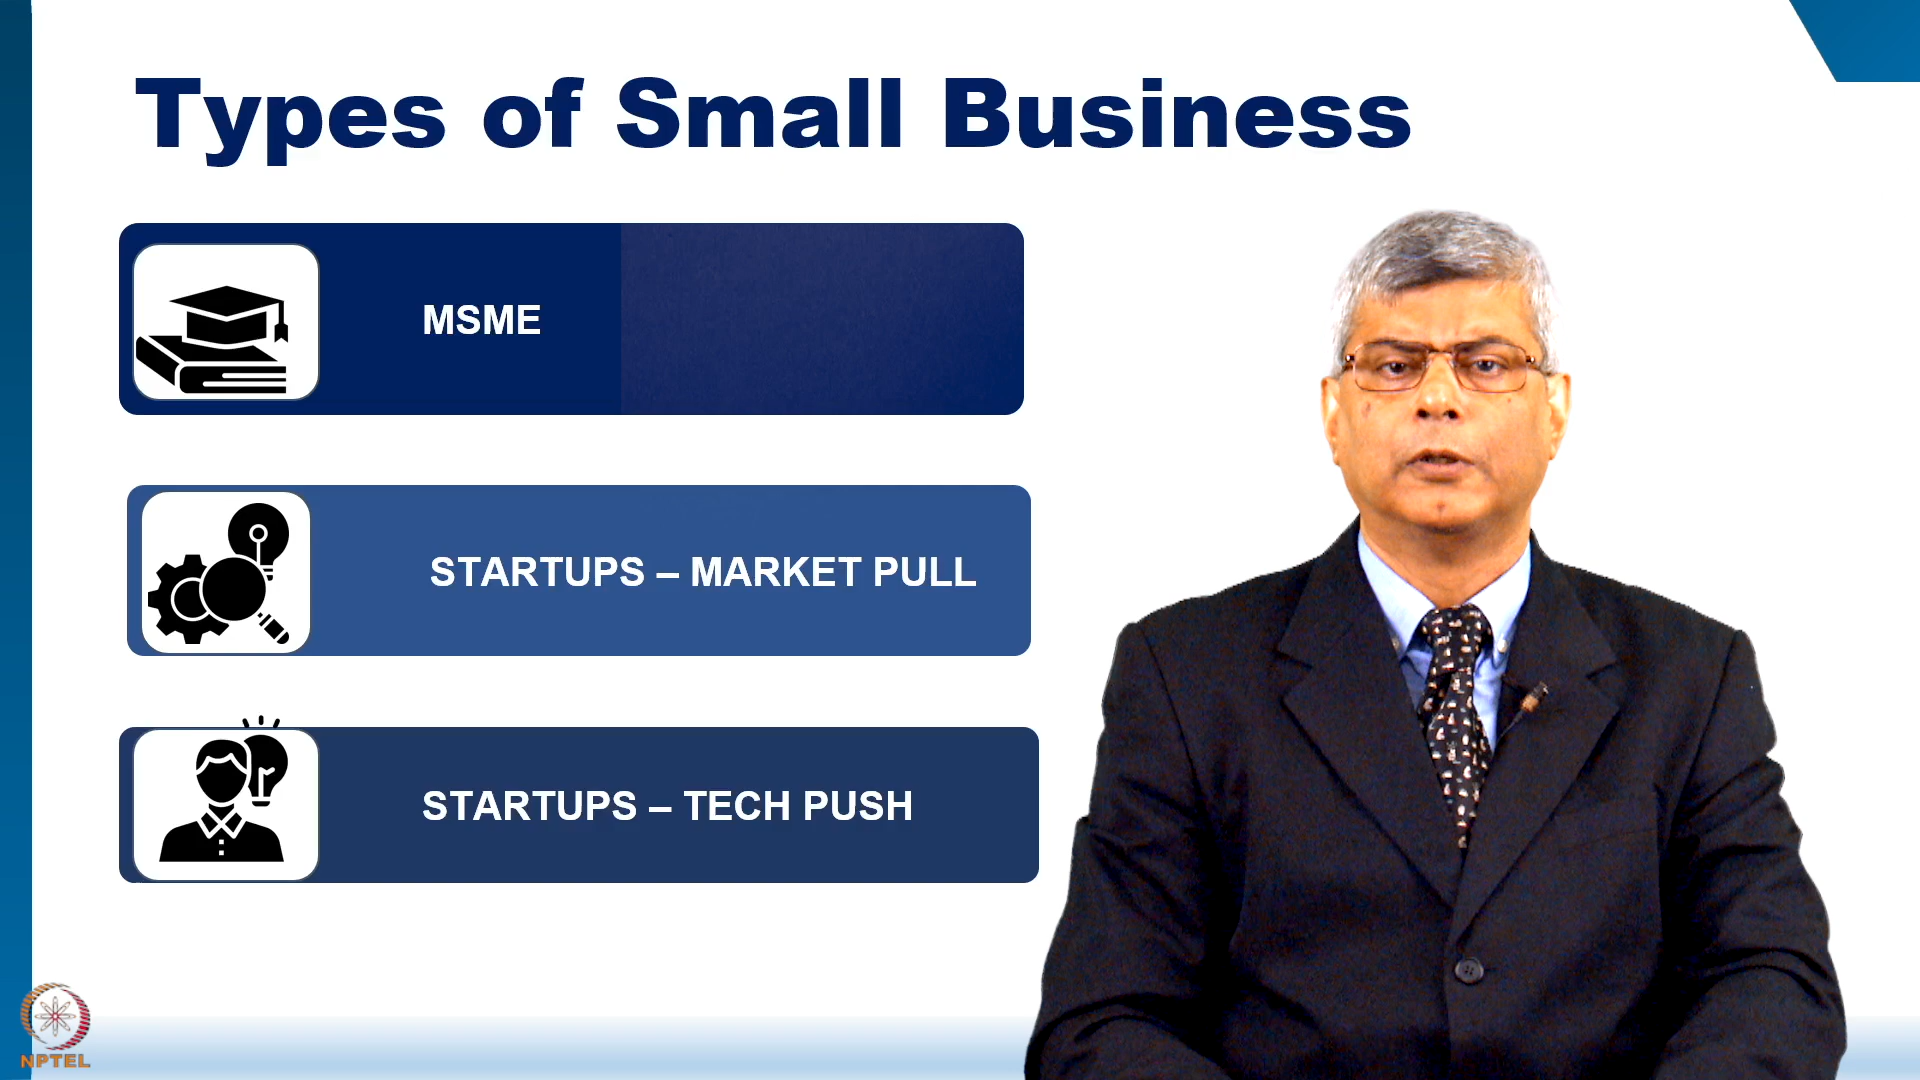 Types of Small Business
MSME
STARTUPS – MARKET PULL
STARTUPS – TECH PUSH
NPTEL